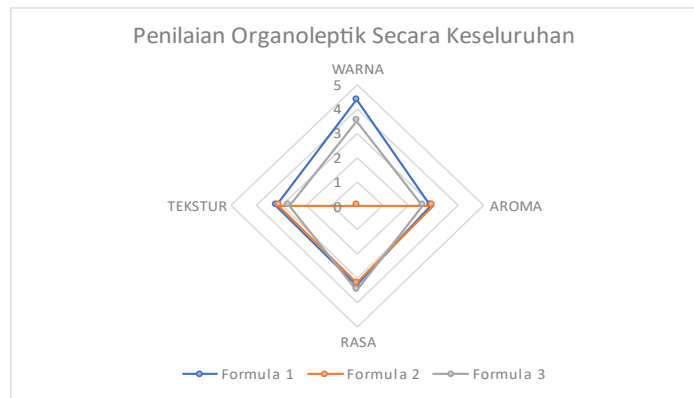 Penilaian Organoleptik Secara Keseluruhan
WARNA
5
4
3
2
1
0
TEKSTUR
AROMA
RASA
Formula 1 Formula 2 Formula 3